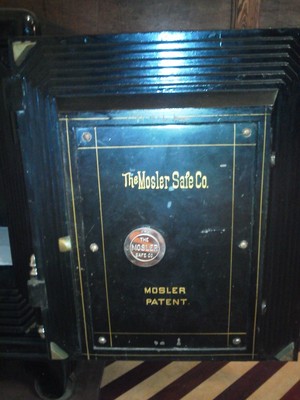 The Mosler Safe Co.
THE
MOSLER
SAFE CO
MOSLER
PATENT